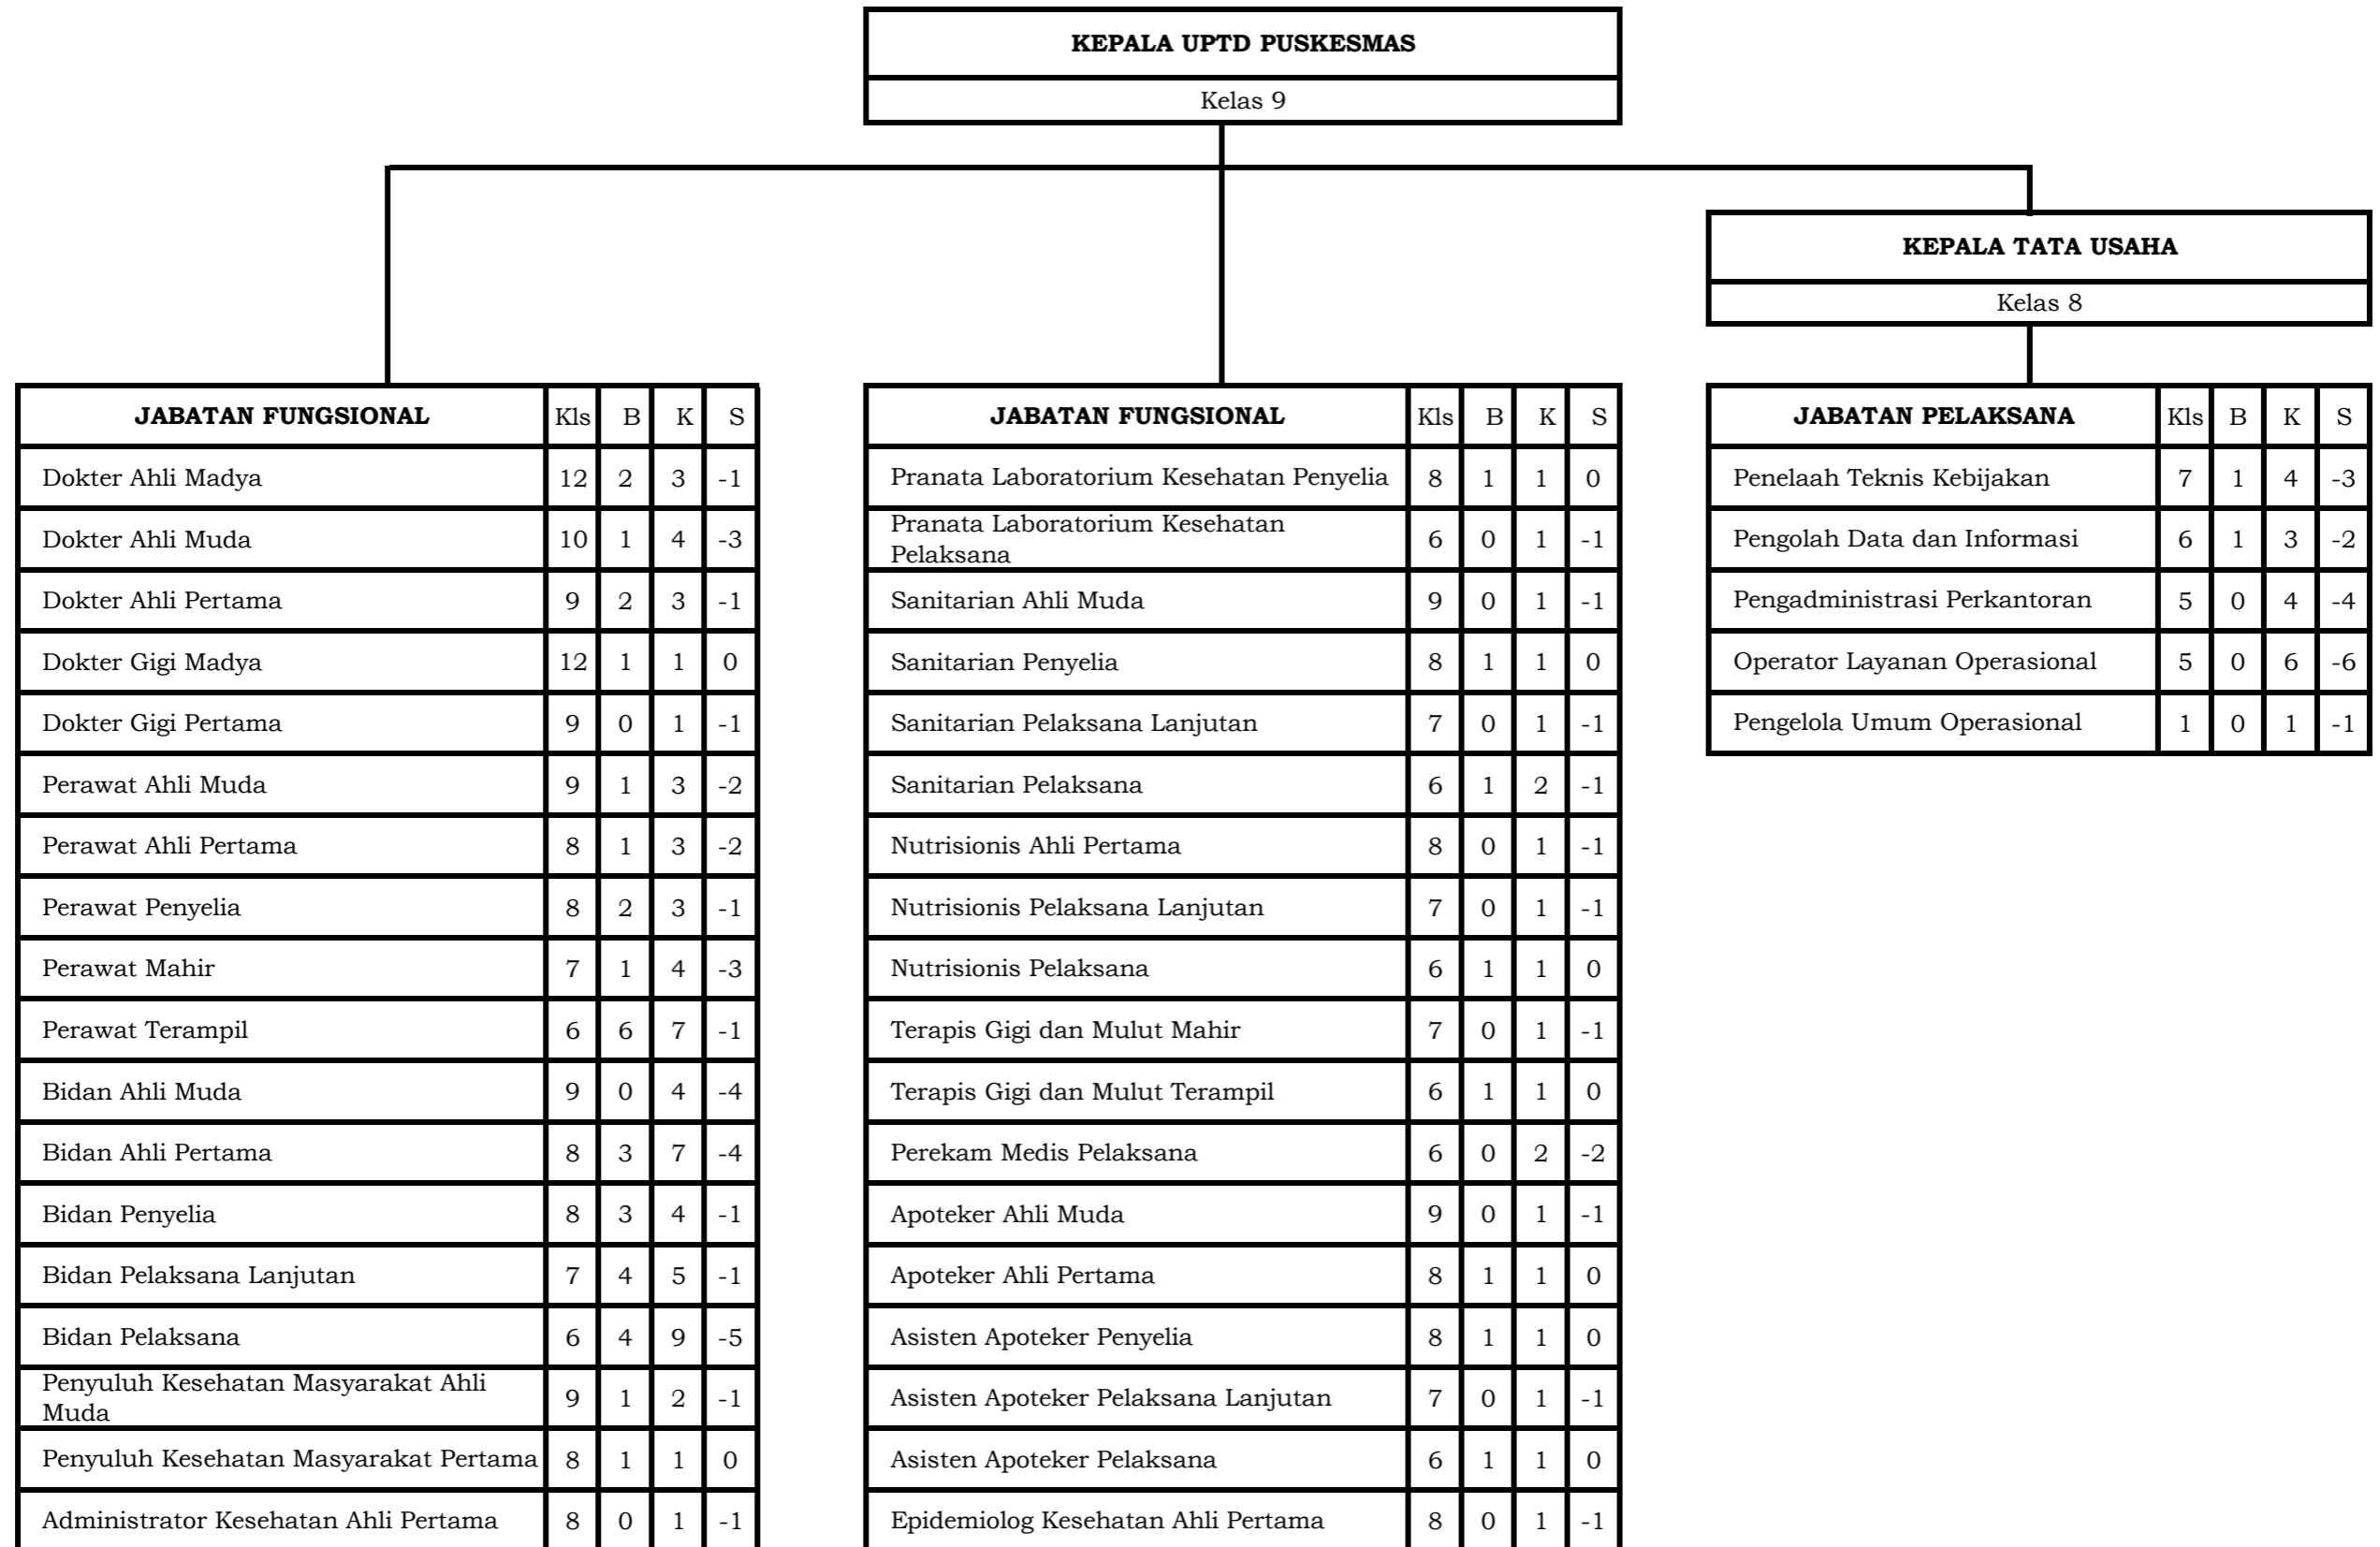 KEPALA UPTD PUSKESMAS
Kelas 9
KEPALA TATA USAHA
Kelas 8
JABATAN FUNGSIONAL Kls B K S
Dokter Ahli Madya 12 2 3 -1
Dokter Ahli Muda 10 1 4 -3
Dokter Ahli Pertama 9 2 3 -1
Dokter Gigi Madya 12 1 1 0
Dokter Gigi Pertama 9 0 1 -1
Perawat Ahli Muda 9 1 3 -2
Perawat Ahli Pertama 8 1 3 -2
Perawat Penyelia 8 2 3 -1
Perawat Mahir 7 1 4 -3
Perawat Terampil 6 6 7 -1
Bidan Ahli Muda 9 0 4 -4
Bidan Ahli Pertama 8 3 7 -4
Bidan Penyelia 8 3 4 -1
Bidan Pelaksana Lanjutan 7 4 5 -1
Bidan Pelaksana 6 4 9 -5
Penyuluh Kesehatan Masyarakat Ahli
Muda 9 1 2 -1
Penyuluh Kesehatan Masyarakat Pertama 8 1 1 0
Administrator Kesehatan Ahli Pertama 8 0 1 -1
JABATAN FUNGSIONAL Kls B K S
Pranata Laboratorium Kesehatan Penyelia 8 1 1 0
Pranata Laboratorium Kesehatan
Pelaksana 6 0 1 -1
Sanitarian Ahli Muda 9 0 1 -1
Sanitarian Penyelia 8 1 1 0
Sanitarian Pelaksana Lanjutan 7 0 1 -1
Sanitarian Pelaksana 6 1 2 -1
Nutrisionis Ahli Pertama 8 0 1 -1
Nutrisionis Pelaksana Lanjutan 7 0 1 -1
Nutrisionis Pelaksana 6 1 1 0
Terapis Gigi dan Mulut Mahir 7 0 1 -1
Terapis Gigi dan Mulut Terampil 6 1 1 0
Perekam Medis Pelaksana 6 0 2 -2
Apoteker Ahli Muda 9 0 1 -1
Apoteker Ahli Pertama 8 1 1 0
Asisten Apoteker Penyelia 8 1 1 0
Asisten Apoteker Pelaksana Lanjutan 7 0 1 -1
Asisten Apoteker Pelaksana 6 1 1 0
Epidemiolog Kesehatan Ahli Pertama 8 0 1 -1
JABATAN PELAKSANA Kls B K S
Penelaah Teknis Kebijakan 7 1 4 -3
Pengolah Data dan Informasi 6 1 3 -2
Pengadministrasi Perkantoran 5 0 4 -4
Operator Layanan Operasional 5 0 6 -6
Pengelola Umum Operasional 1 0 1 -1